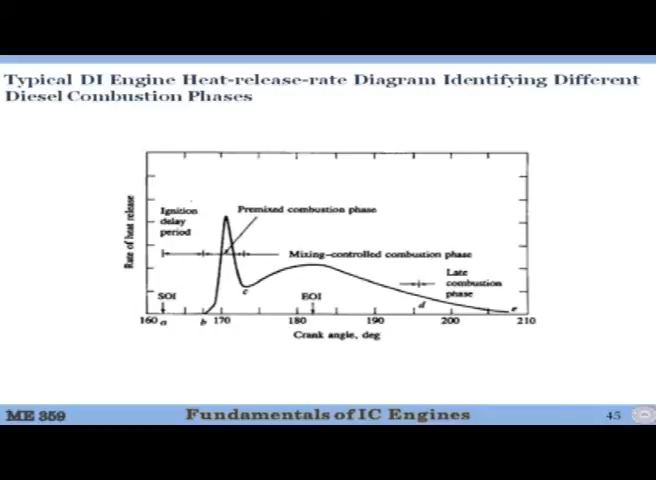 Typical DI Engine Heat-release-rate Diagram Identifying Different
Diesel Combustion Phases
Rate of heat release
Ignition
delay
period
Premixed combustion phase
Mixing-controlled combustion phase
Late
combustion
phase
SOI
EOI
a
b
c
d
e
160
170
180
190
200
210
Crank angle, deg
ME 359
Fundamentals of IC Engines
45